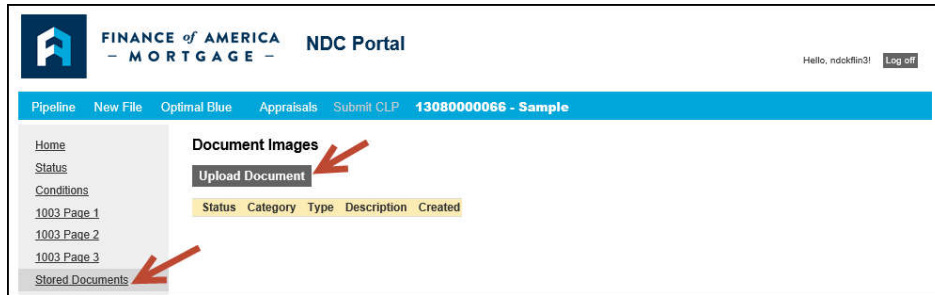 FINANCE of AMERICA
– MORTGAGE –
NDC Portal
Hello, ndckflin3! Log off
Pipeline New File Optimal Blue Appraisals Submit CLP 13080000066 - Sample
Home
Status
Conditions
1003 Page 1
1003 Page 2
1003 Page 3
Stored Documents
Document Images
Upload Document
Status Category Type Description Created